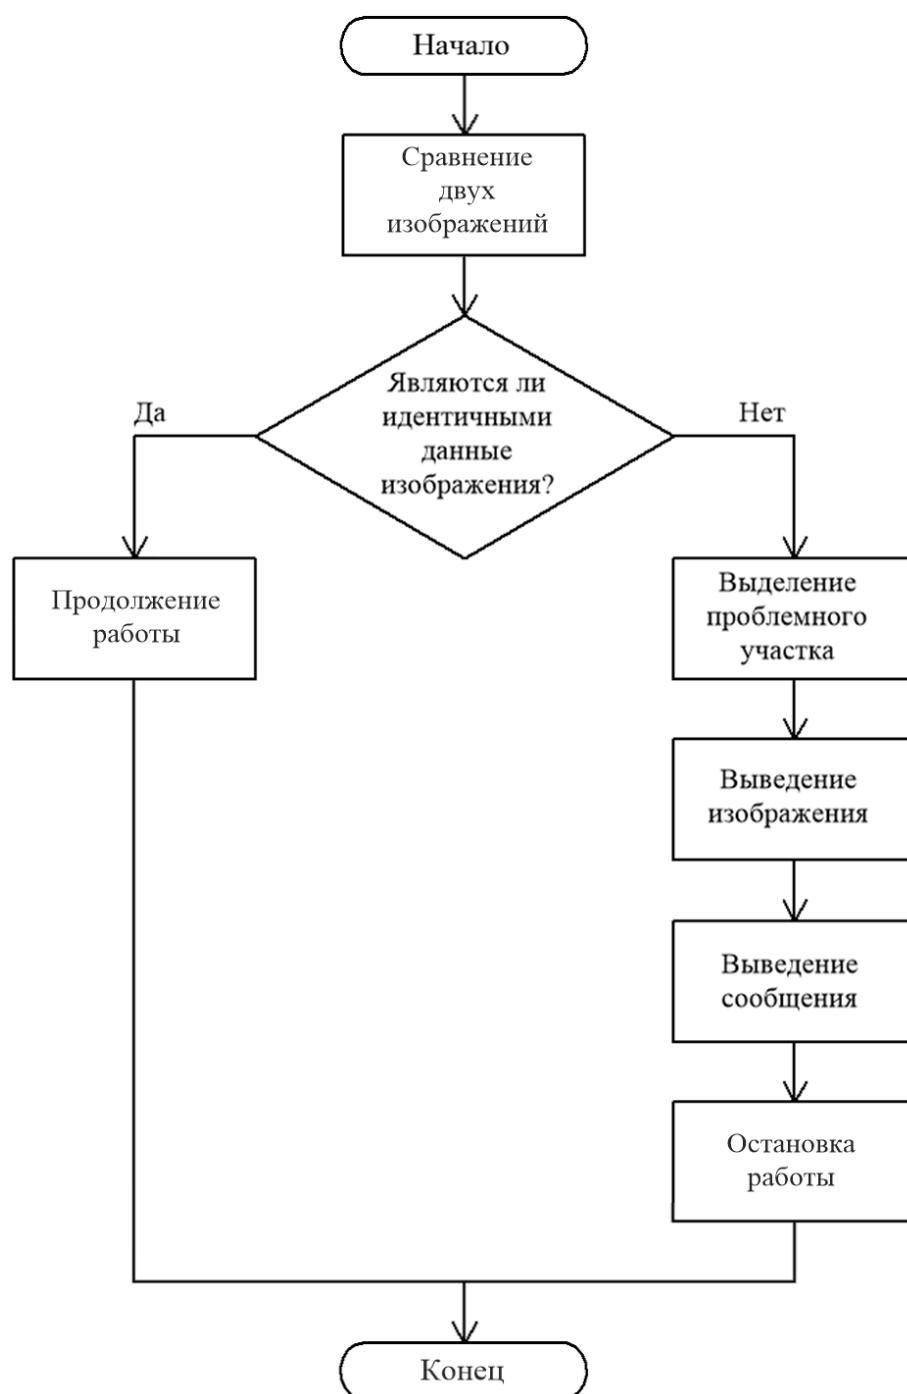 Начало
Сравнение
двух
изображений
Являются ли
идентичными
данные
изображения?
Да
Нет
Продолжение
работы
Выделение
проблемного
участка
Выведение
изображения
Выведение
сообщения
Остановка
работы
Конец